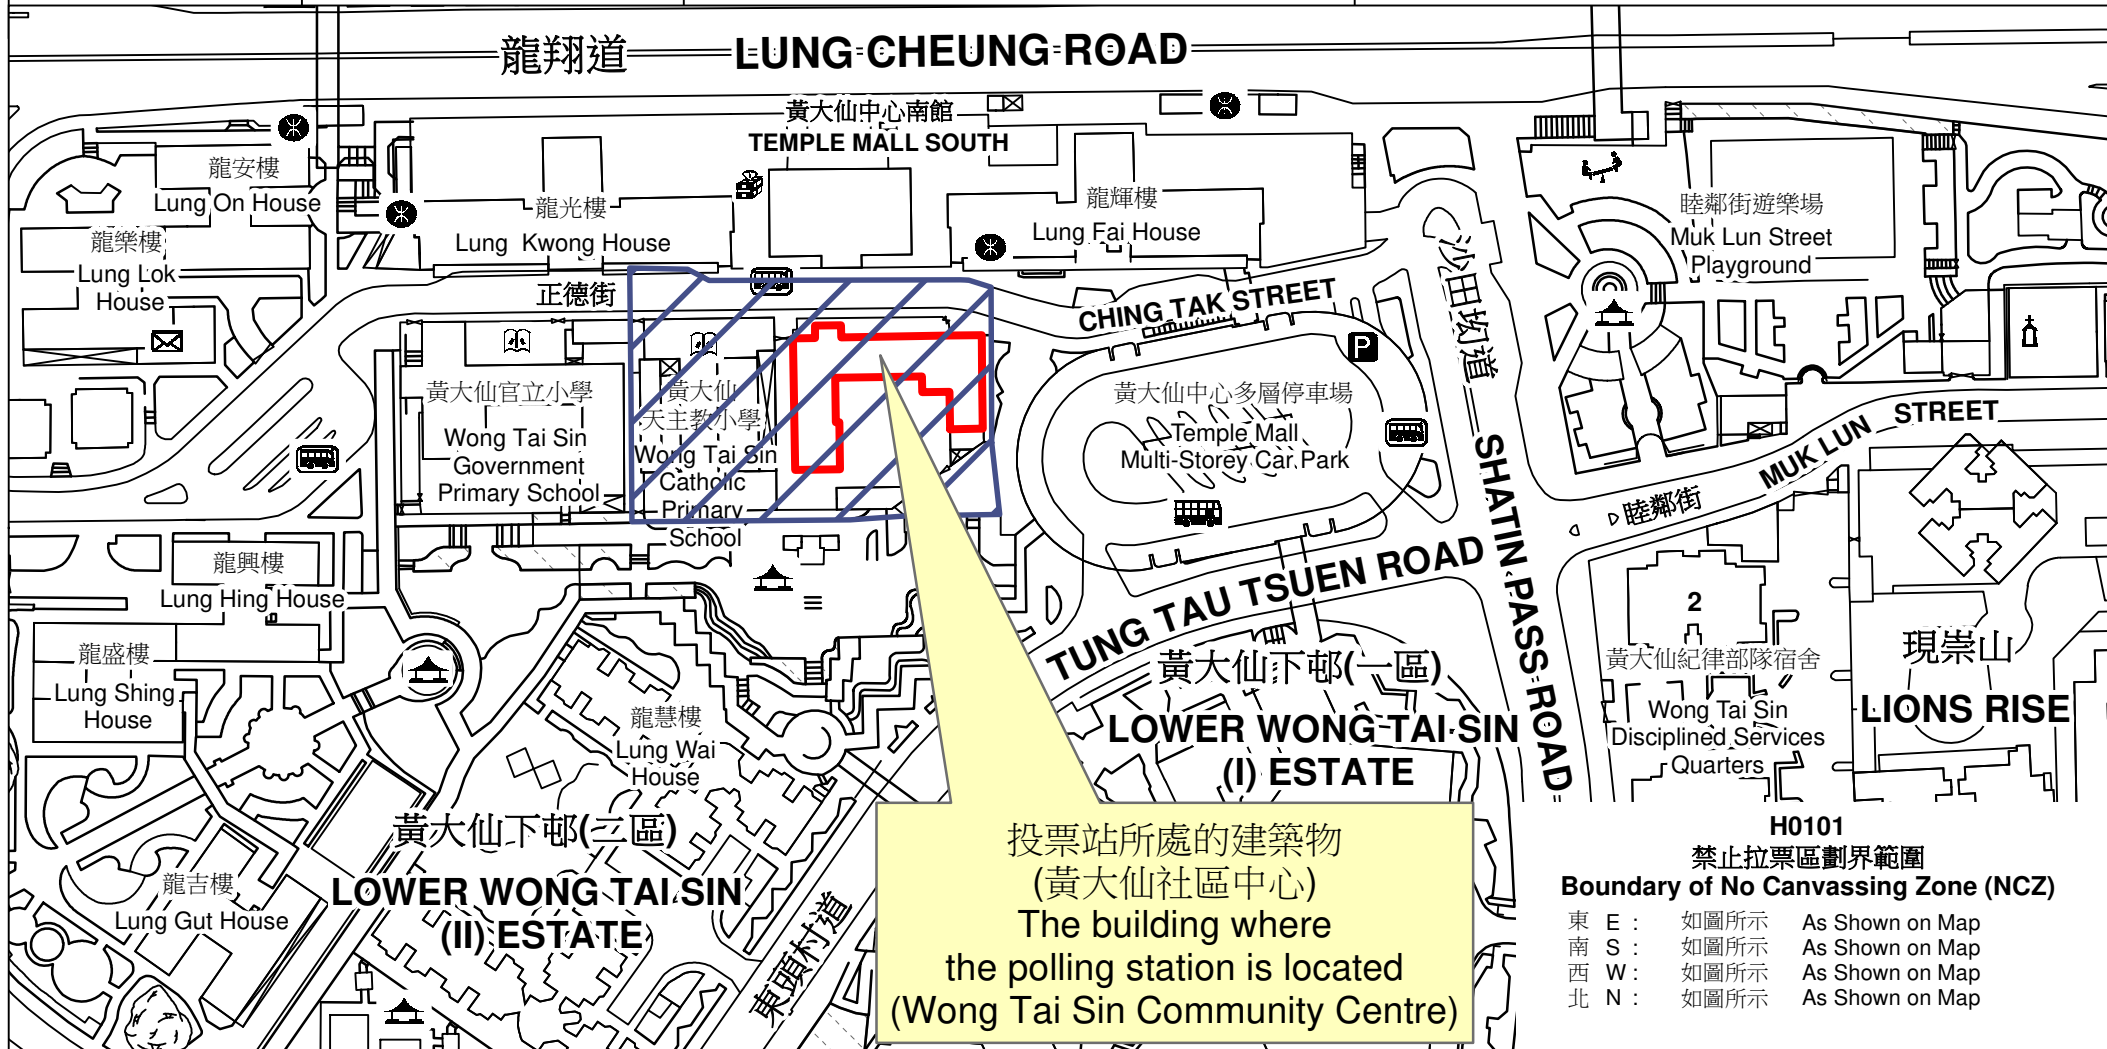 龍翔道 LUNG CHEUNG ROAD
黃大仙中心南館
TEMPLE MALL SOUTH
龍安樓
Lung On House
龍樂樓
Lung Lok
House
龍光樓
Lung Kwong House
龍輝樓
Lung Fai House
睦鄰街遊樂場
Muk Lun Street
Playground
正德街
CHING TAK STREET
沙田坳道
SHATIN PASS ROAD
P
黃大仙官立小學
Wong Tai Sin
Government
Primary School
黃大仙
天主教小學
Wong Tai Sin
Catholic
Primary
School
黃大仙中心多層停車場
Temple Mall
Multi-Storey Car Park
MUK LUN STREET
睦鄰街
龍興樓
Lung Hing House
龍盛樓
Lung Shing
House
TUNG TAU TSUEN ROAD
2
黃大仙紀律部隊宿舍
Wong Tai Sin
Disciplined Services
Quarters
現崇山
LIONS RISE
黃大仙下邨(一區)
LOWER WONG TAI SIN
(I) ESTATE
龍慧樓
Lung Wai
House
黃大仙下邨(二區)
LOWER WONG TAI SIN
(II) ESTATE
龍吉樓
Lung Gut House
東頭村道
投票站所處的建築物
(黃大仙社區中心)
The building where
the polling station is located
(Wong Tai Sin Community Centre)
H0101
禁止拉票區劃界範圍
Boundary of No Canvassing Zone (NCZ)
東 E : 如圖所示 As Shown on Map
南 S : 如圖所示 As Shown on Map
西 W : 如圖所示 As Shown on Map
北 N : 如圖所示 As Shown on Map